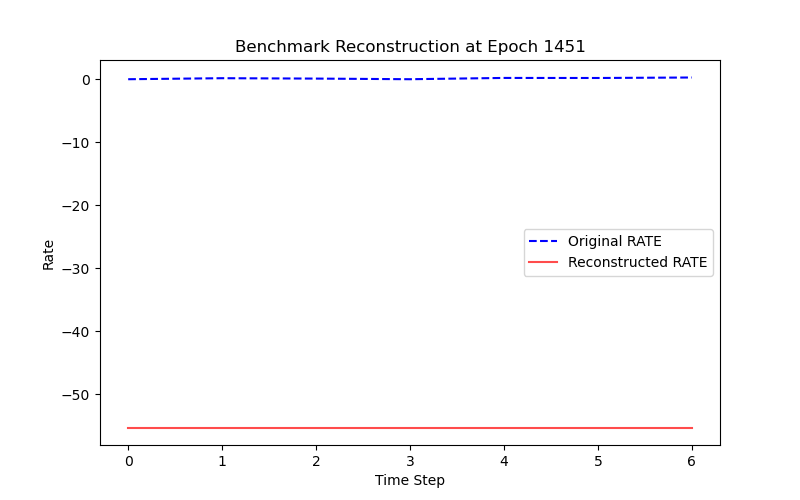 Benchmark Reconstruction at Epoch 1451
0
−10
−20
−30
−40
−50
Rate
Original RATE
Reconstructed RATE
0 1 2 3 4 5 6
Time Step